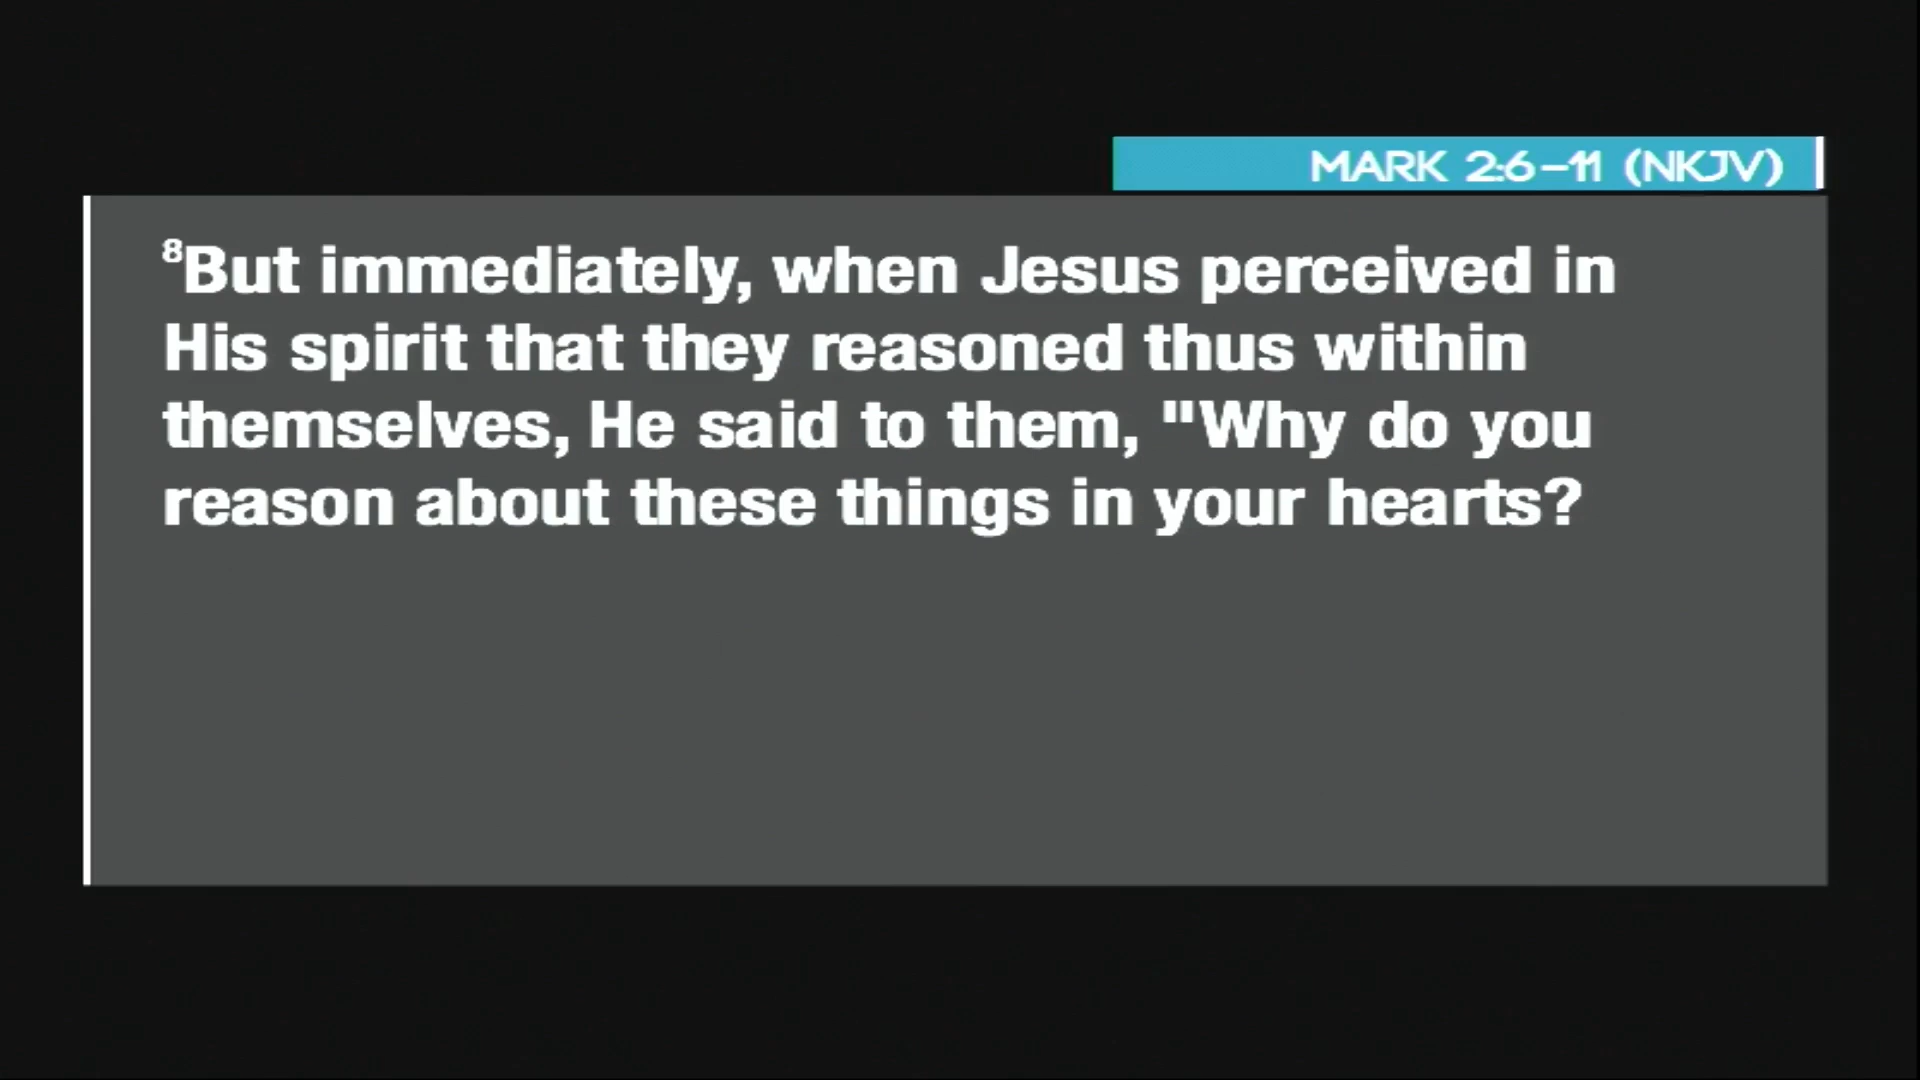 MARK 2:6-11 (NKJV)
8But immediately, when Jesus perceived in
His spirit that they reasoned thus within
themselves, He said to them, "Why do you
reason about these things in your hearts?